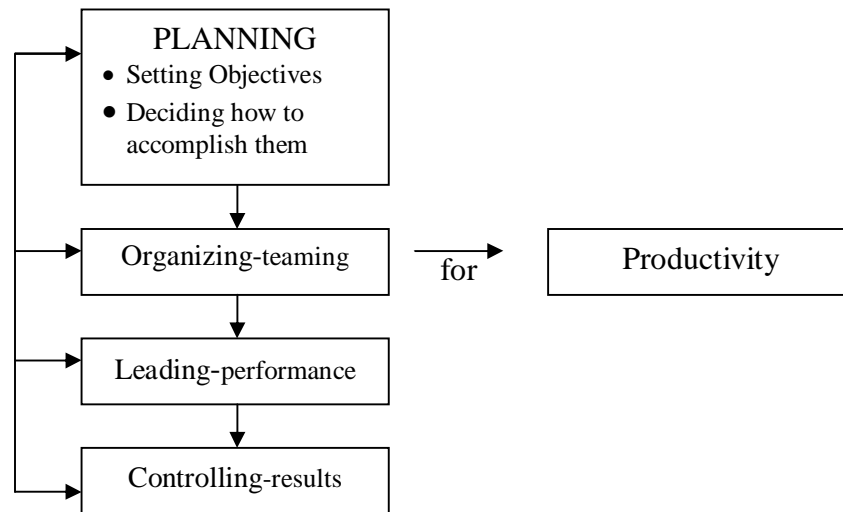 PLANNING
• Setting Objectives
• Deciding how to
accomplish them
Organizing-teaming
for
Productivity
Leading-performance
Controlling-results